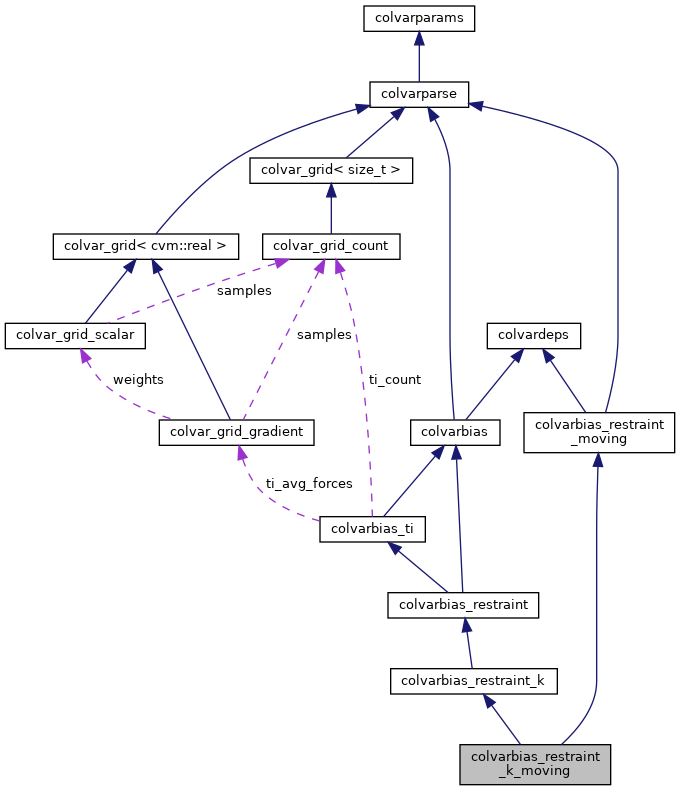 colvarparams
colvarparse
colvar_grid< size_t >
colvar_grid< cvm::real >
colvar_grid_count
samples
colvar_grid_scalar
samples
colvardeps
weights
ti_count
colvar_grid_gradient
colvarbias
colvarbias_restraint
_moving
ti_avg_forces
colvarbias_ti
colvarbias_restraint
colvarbias_restraint_k
colvarbias_restraint
_k_moving